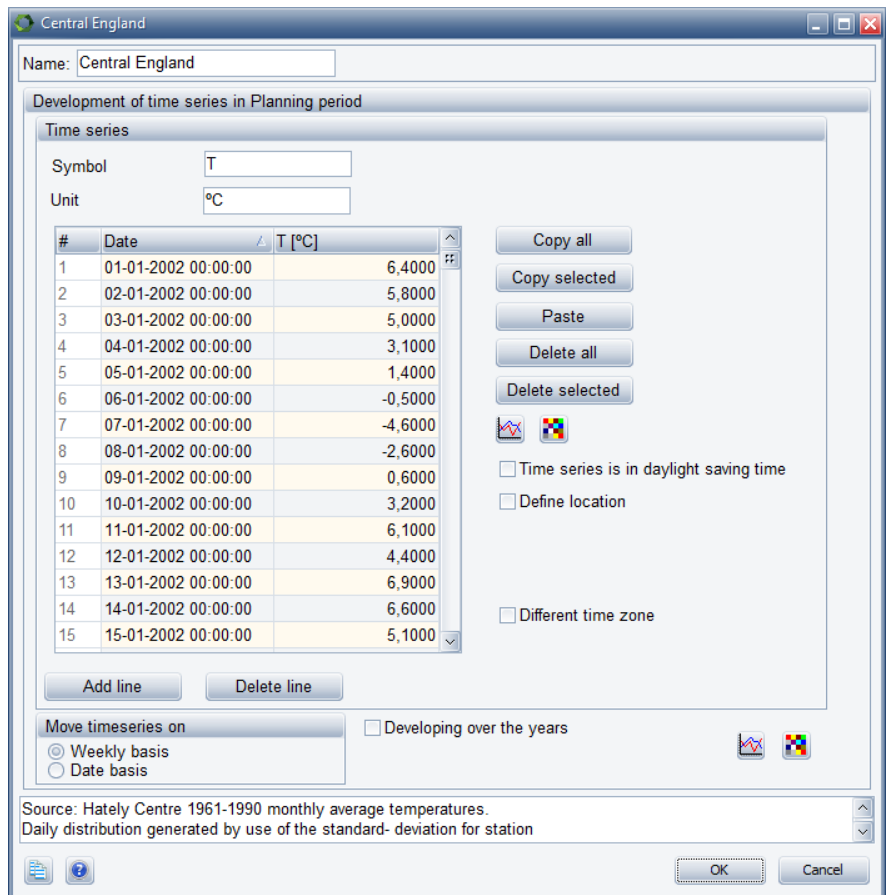 Central England
Name: Central England
Development of time series in Planning period
Time series
Symbol T
Unit ºC
# Date T [ºC]
1 01-01-2002 00:00:00 6,4000
2 02-01-2002 00:00:00 5,8000
3 03-01-2002 00:00:00 5,0000
4 04-01-2002 00:00:00 3,1000
5 05-01-2002 00:00:00 1,4000
6 06-01-2002 00:00:00 -0,5000
7 07-01-2002 00:00:00 -4,6000
8 08-01-2002 00:00:00 -2,6000
9 09-01-2002 00:00:00 0,6000
10 10-01-2002 00:00:00 3,2000
11 11-01-2002 00:00:00 6,1000
12 12-01-2002 00:00:00 4,4000
13 13-01-2002 00:00:00 6,9000
14 14-01-2002 00:00:00 6,6000
15 15-01-2002 00:00:00 5,1000
Copy all
Copy selected
Paste
Delete all
Delete selected
Time series is in daylight saving time
Define location
Different time zone
Add line Delete line
Move timeseries on
Weekly basis
Date basis
Developing over the years
Source: Hately Centre 1961-1990 monthly average temperatures.
Daily distribution generated by use of the standard- deviation for station
? OK Cancel